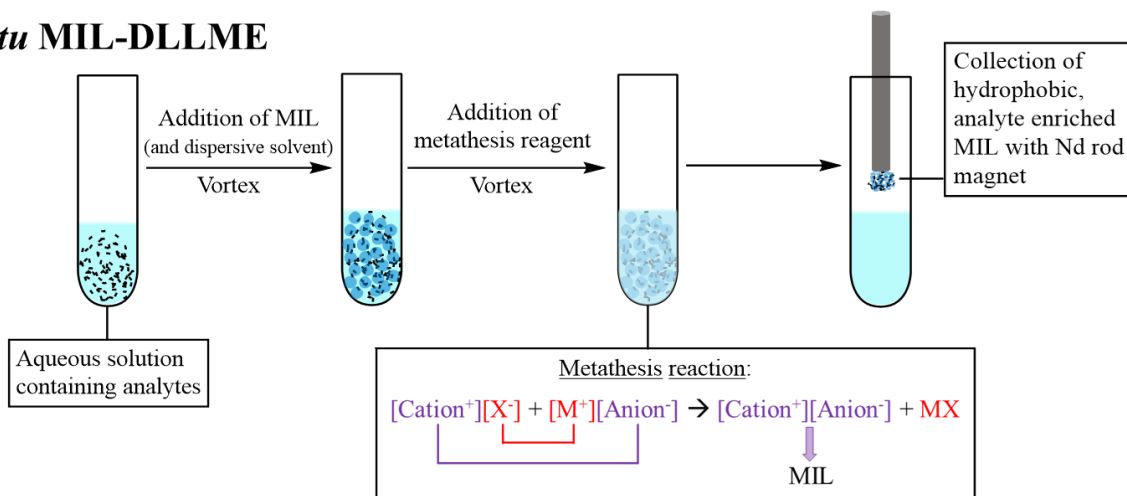 tu MIL-DLLME
Addition of MIL
(and dispersive solvent)
Vortex
Addition of
metathesis reagent
Vortex
Collection of
hydrophobic,
analyte enriched
MIL with Nd rod
magnet
Aqueous solution
containing analytes
Metathesis reaction:
[Cation⁺][X⁻] + [M⁺][Anion⁻] → [Cation⁺][Anion⁻] + MX
MIL